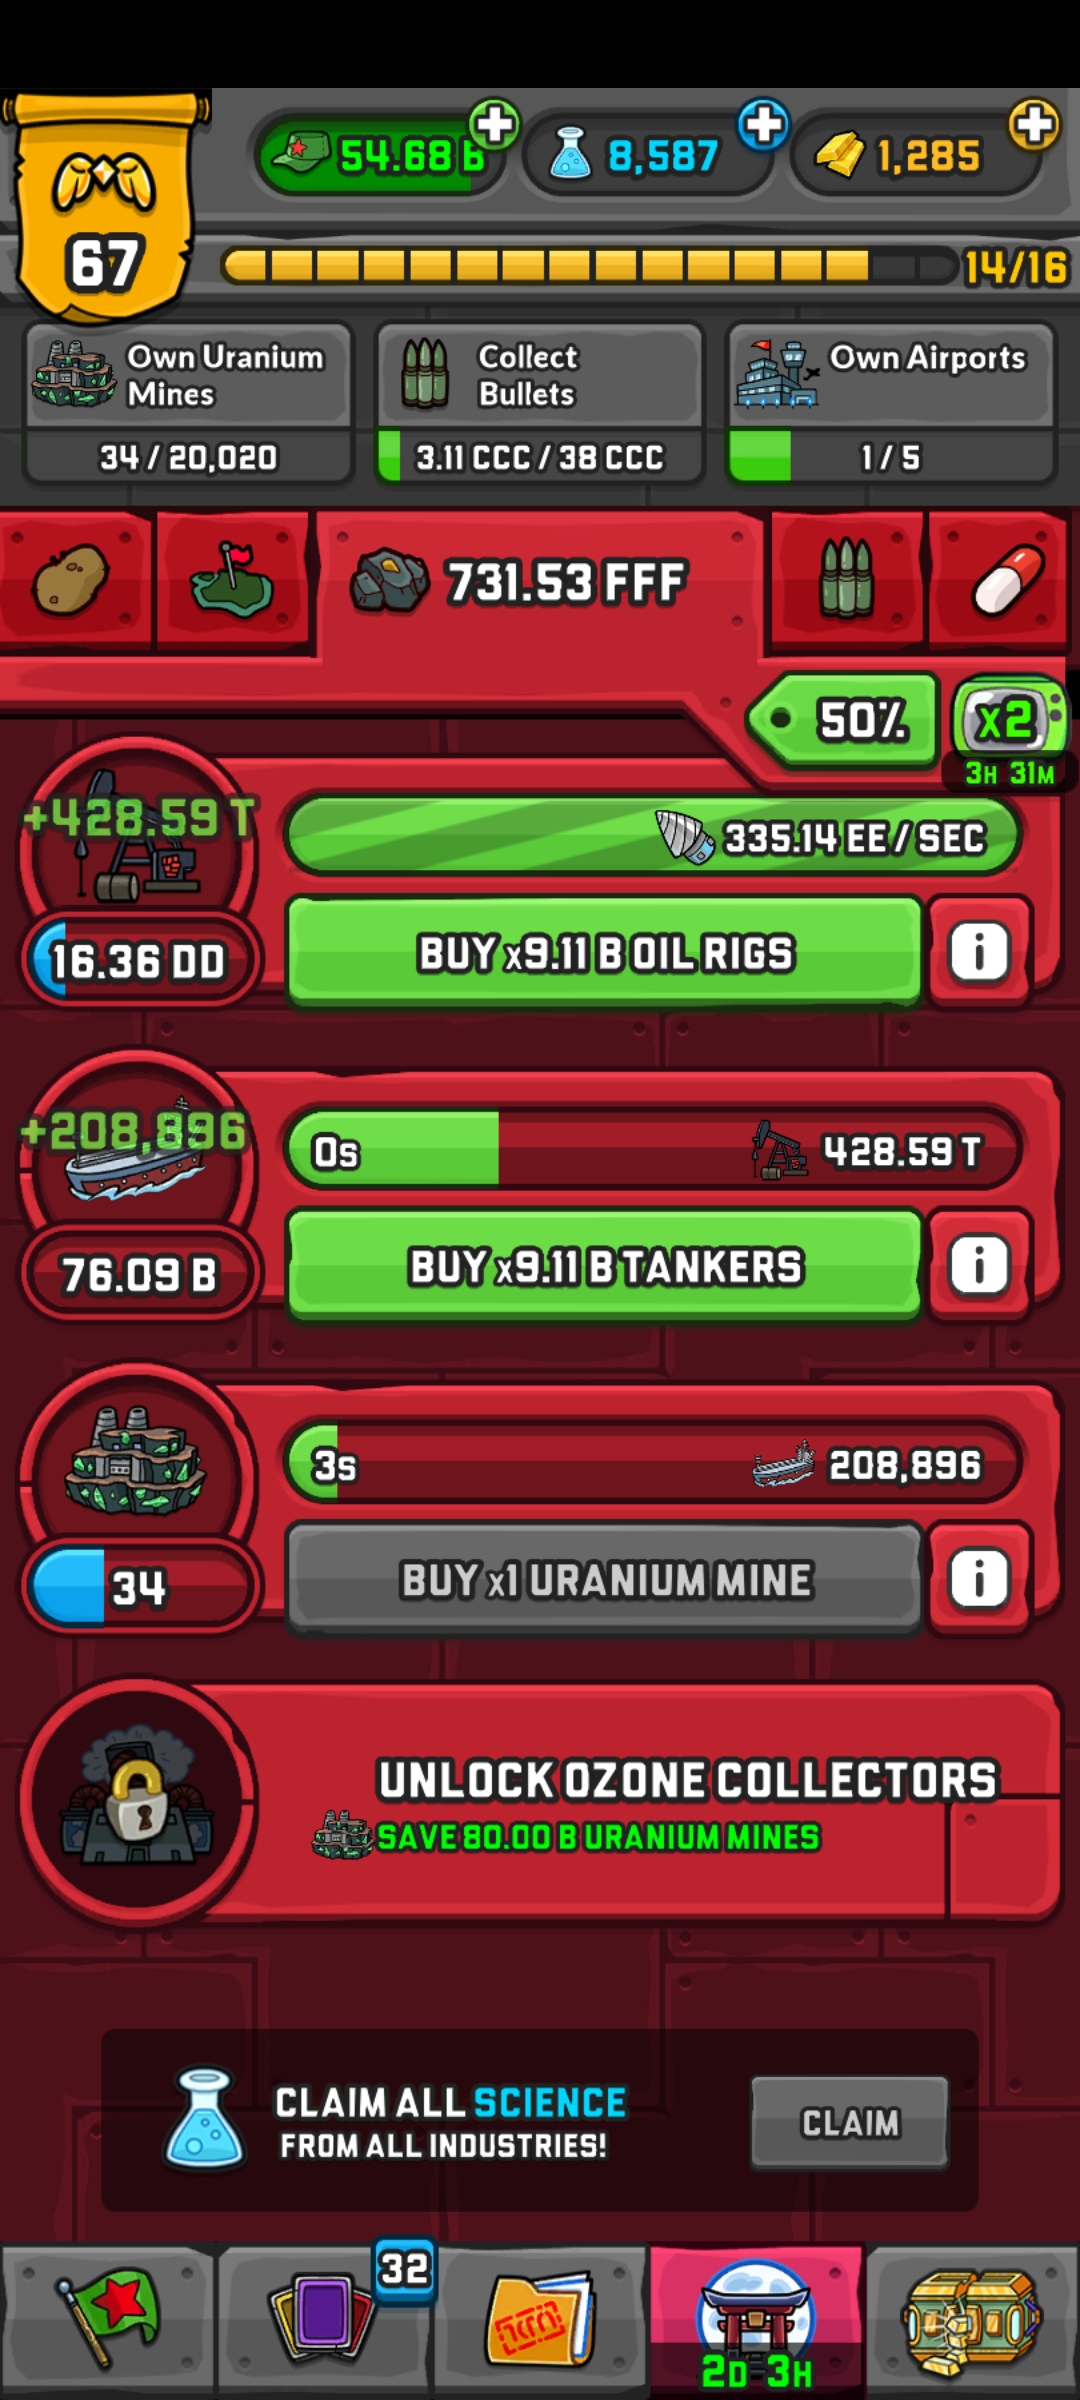 67
54.68 B
8,587
1,285
14/16
Own Uranium
Mines
34 / 20,020
Collect
Bullets
3.11 CCC / 38 CCC
Own Airports
1 / 5
731.53 FFF
50%
x2
3H 31M
+428.59 T
335.14 EE / SEC
16.36 DD
BUY x9.11 B OIL RIGS
i
+208,896
0s
428.59 T
76.09 B
BUY x9.11 B TANKERS
i
3s
208,896
34
BUY x1 URANIUM MINE
i
UNLOCK OZONE COLLECTORS
SAVE 80.00 B URANIUM MINES
CLAIM ALL SCIENCE
FROM ALL INDUSTRIES!
CLAIM
32
2D 3H